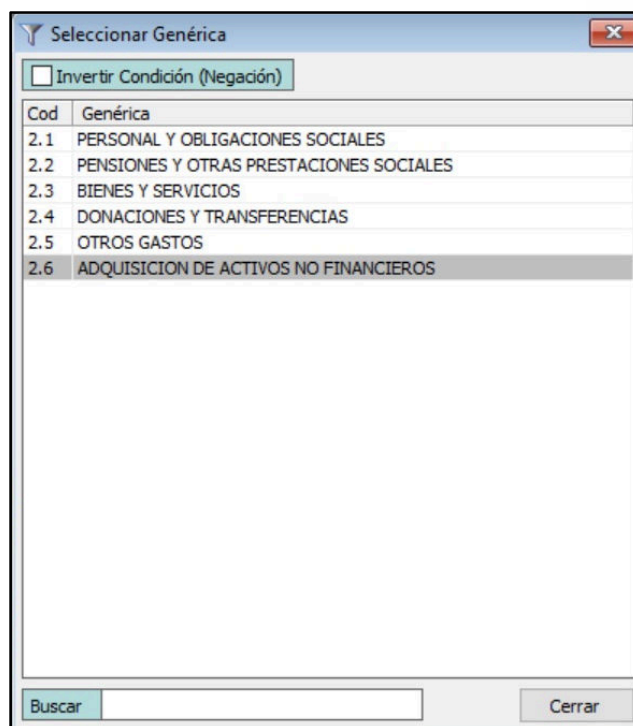 Seleccionar Genérica
Invertir Condición (Negación)
Cod Genérica
2.1 PERSONAL Y OBLIGACIONES SOCIALES
2.2 PENSIONES Y OTRAS PRESTACIONES SOCIALES
2.3 BIENES Y SERVICIOS
2.4 DONACIONES Y TRANSFERENCIAS
2.5 OTROS GASTOS
2.6 ADQUISICION DE ACTIVOS NO FINANCIEROS
Buscar Cerrar